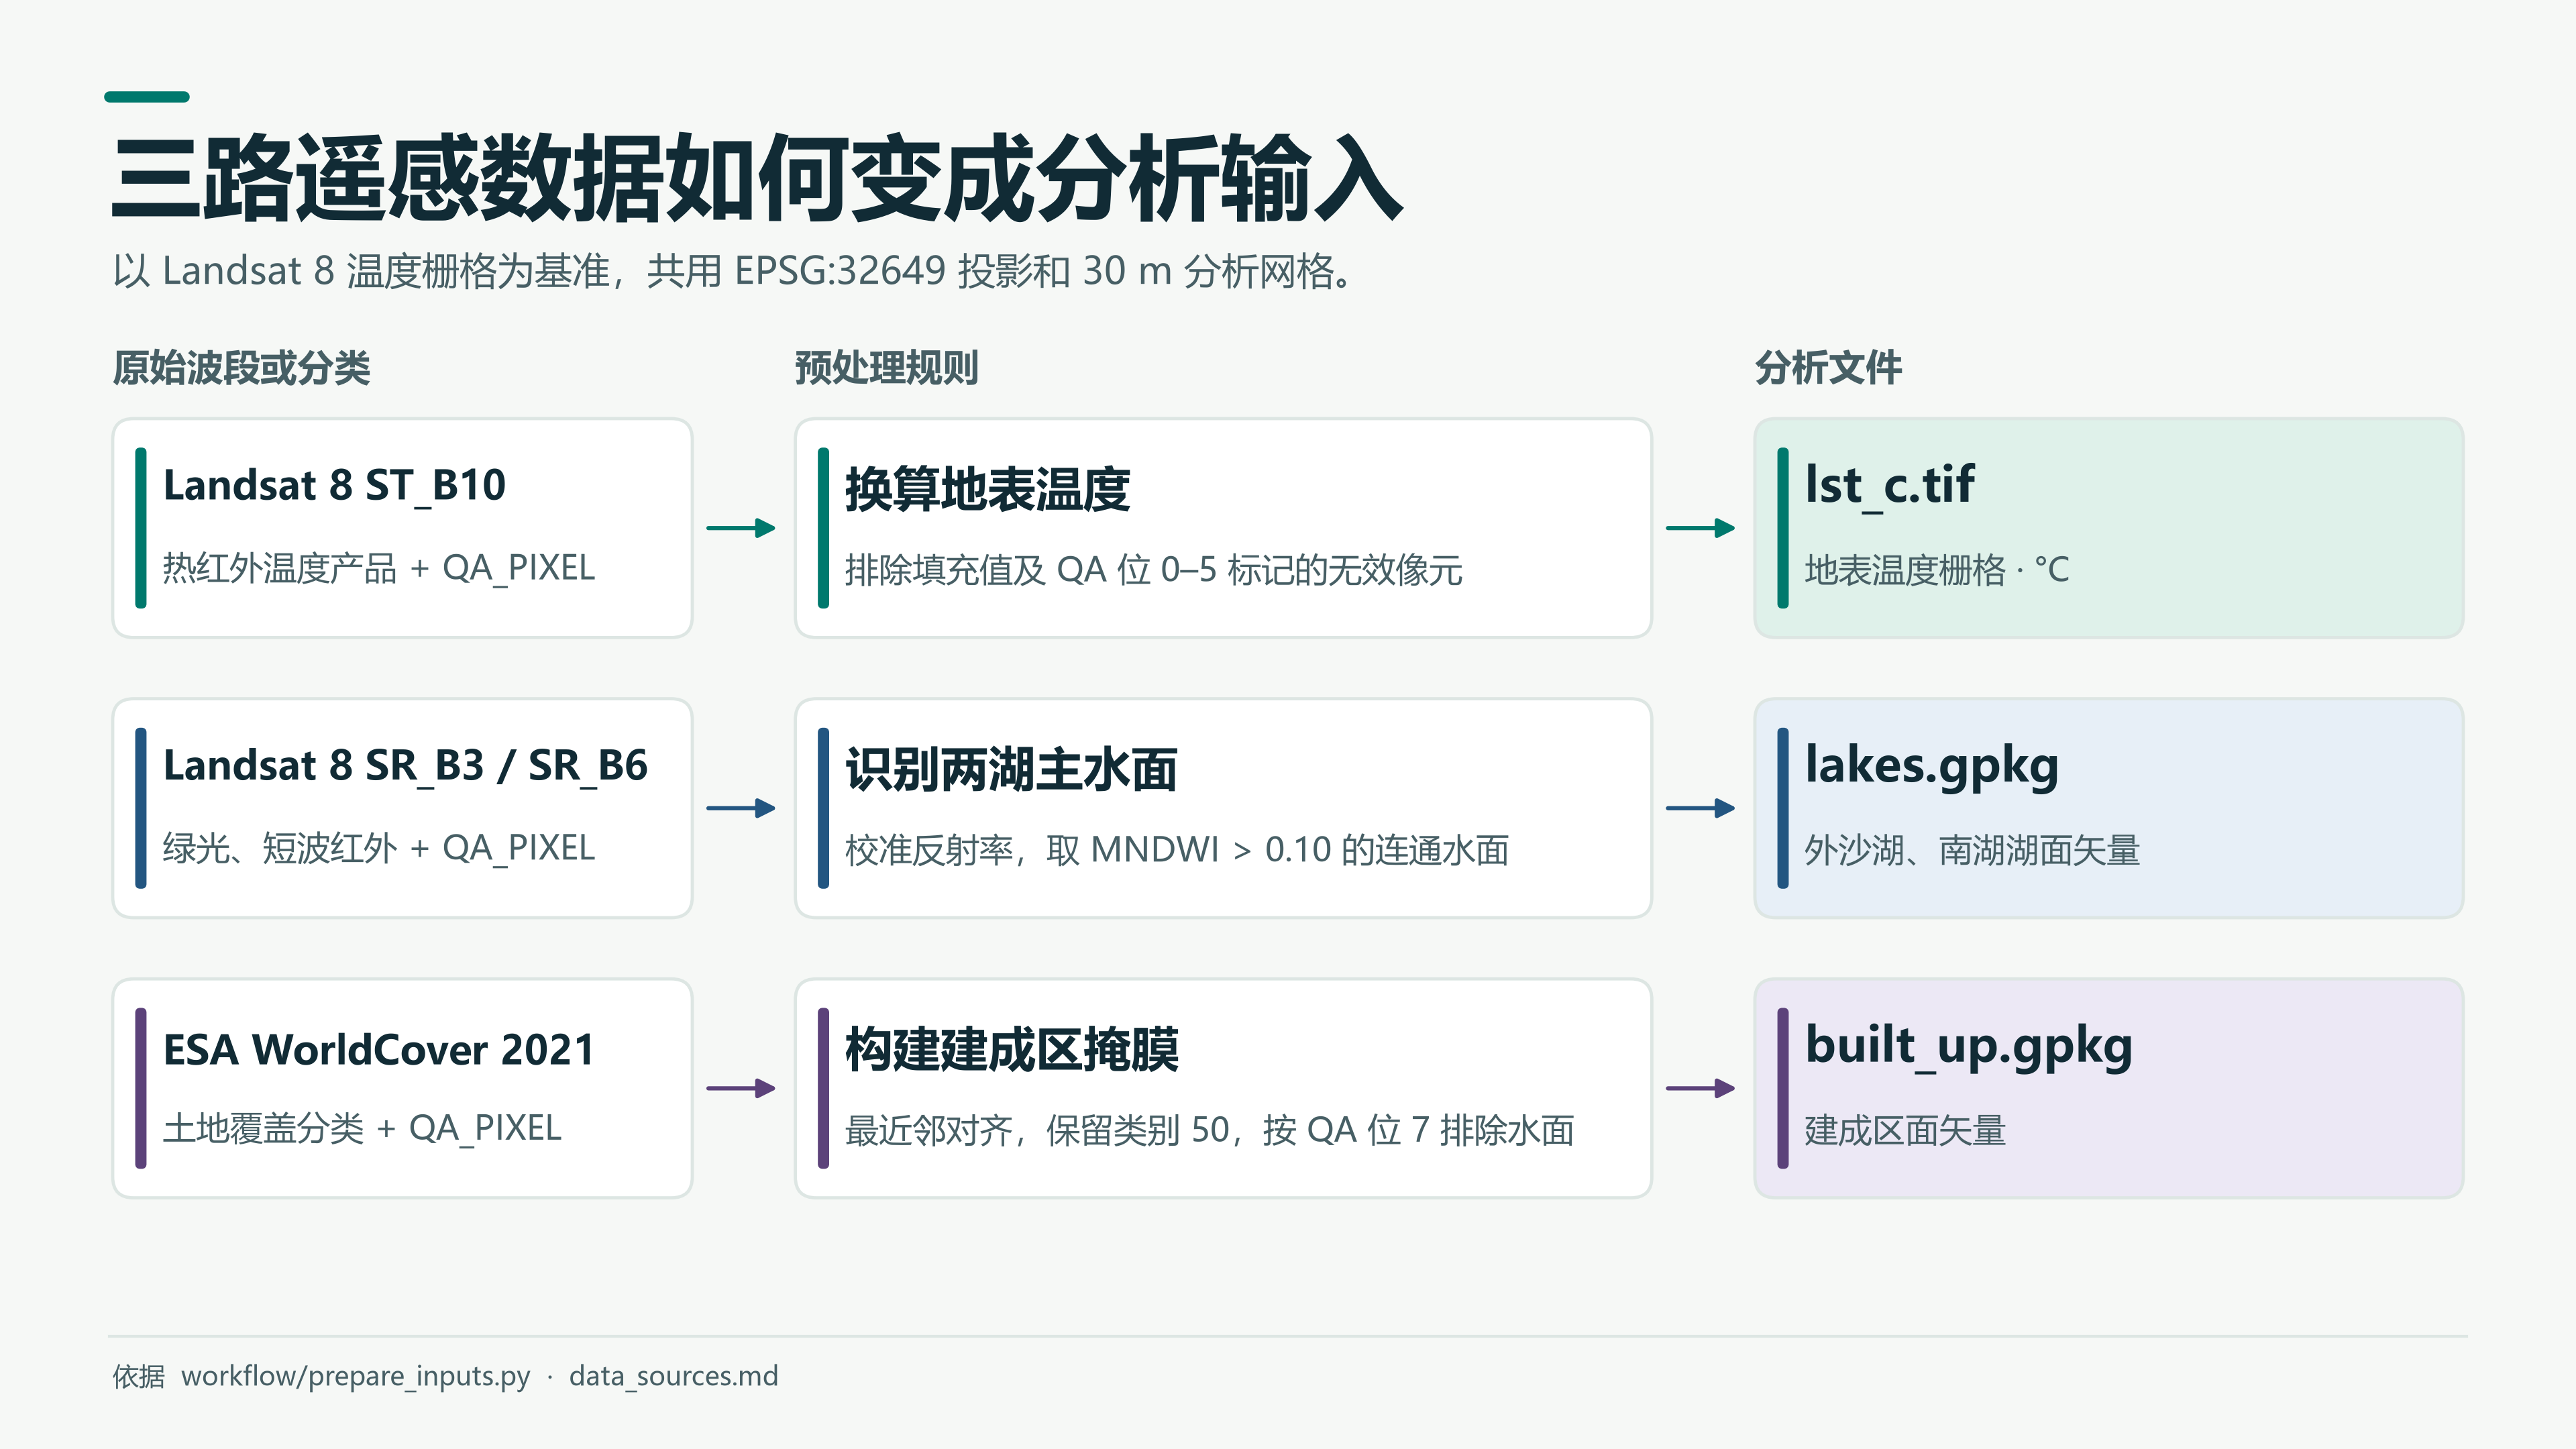 三路遥感数据如何变成分析输入
以 Landsat 8 温度栅格为基准，共用 EPSG:32649 投影和 30 m 分析网格。
原始波段或分类
预处理规则
分析文件
Landsat 8 ST_B10
热红外温度产品 + QA_PIXEL
换算地表温度
排除填充值及 QA 位 0–5 标记的无效像元
lst_c.tif
地表温度栅格 · °C
Landsat 8 SR_B3 / SR_B6
绿光、短波红外 + QA_PIXEL
识别两湖主水面
校准反射率，取 MNDWI > 0.10 的连通水面
lakes.gpkg
外沙湖、南湖湖面矢量
ESA WorldCover 2021
土地覆盖分类 + QA_PIXEL
构建建成区掩膜
最近邻对齐，保留类别 50，按 QA 位 7 排除水面
built_up.gpkg
建成区面矢量
依据 workflow/prepare_inputs.py · data_sources.md